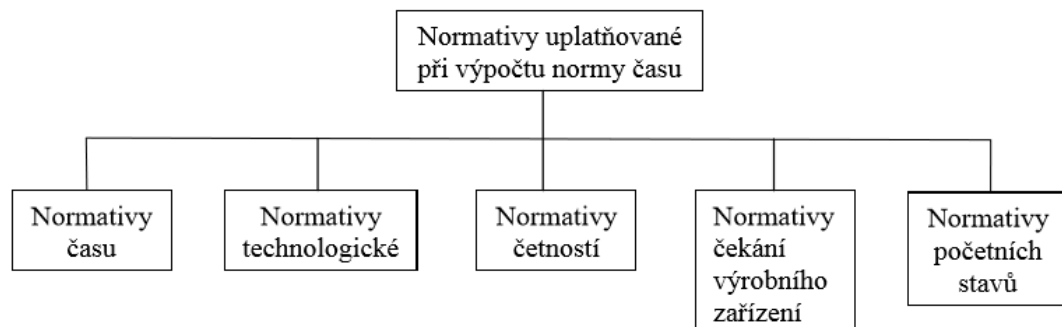 Normativy uplatňované
při výpočtu normy času
Normativy
času
Normativy
technologické
Normativy
četností
Normativy
čekání
výrobního
zařízení
Normativy
početních
stavů